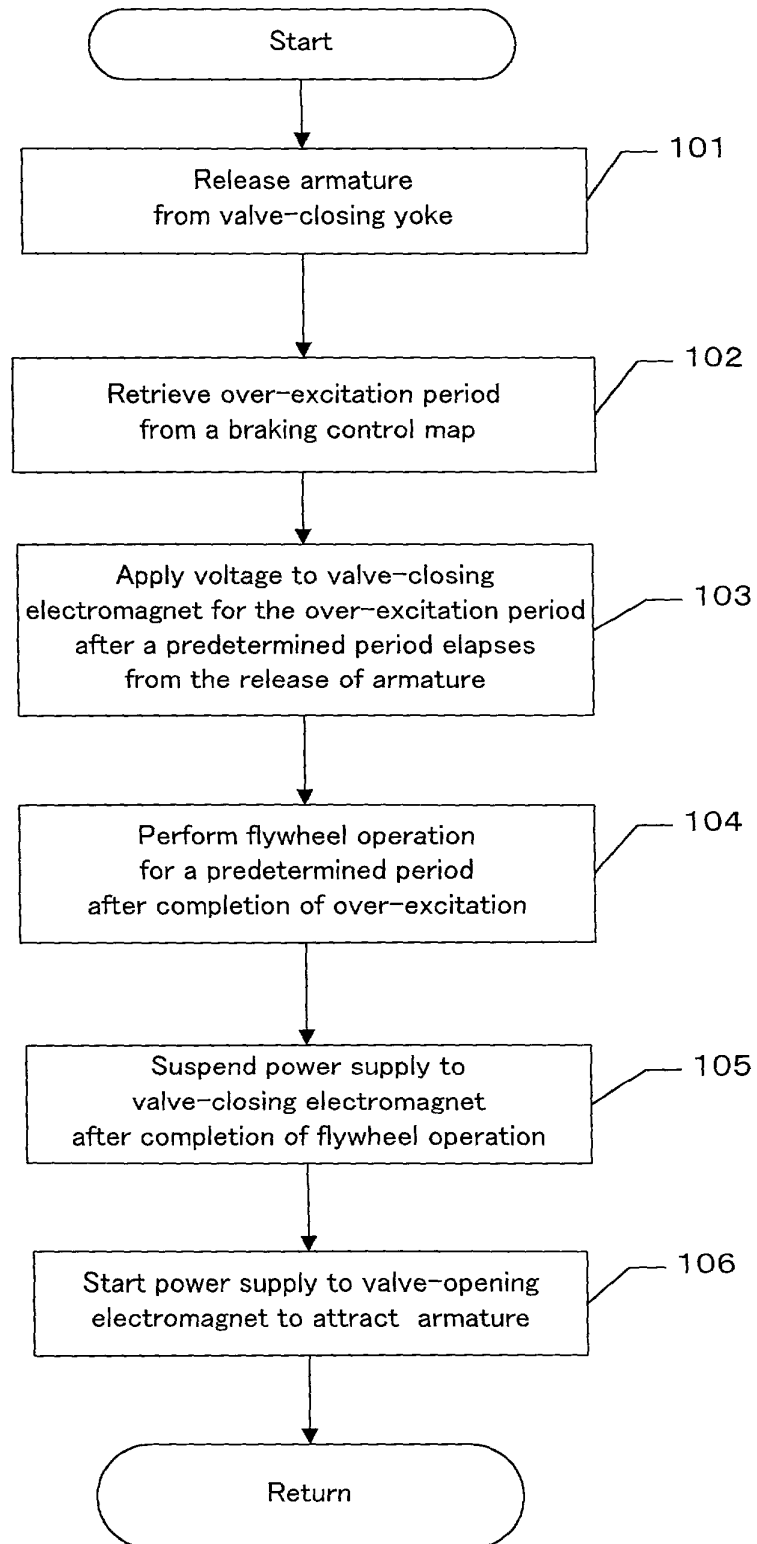 Start
101
Release armature
from valve-closing yoke
102
Retrieve over-excitation period
from a braking control map
103
Apply voltage to valve-closing
electromagnet for the over-excitation period
after a predetermined period elapses
from the release of armature
104
Perform flywheel operation
for a predetermined period
after completion of over-excitation
105
Suspend power supply to
valve-closing electromagnet
after completion of flywheel operation
106
Start power supply to valve-opening
electromagnet to attract armature
Return